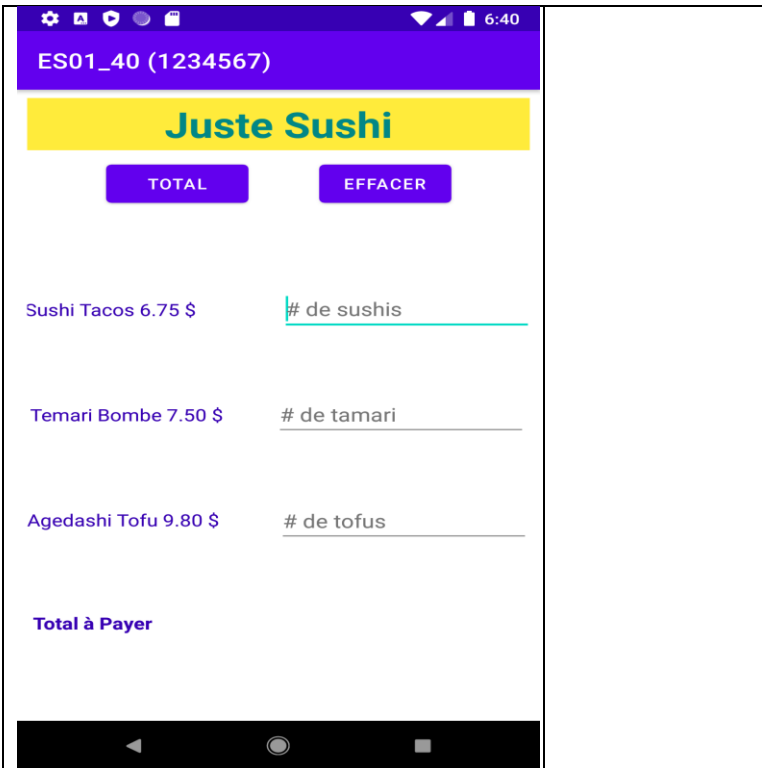 6:40
ES01_40 (1234567)
Juste Sushi
TOTAL EFFACER
Sushi Tacos 6.75 $ # de sushis
Temari Bombe 7.50 $ # de tamari
Agedashi Tofu 9.80 $ # de tofus
Total à Payer